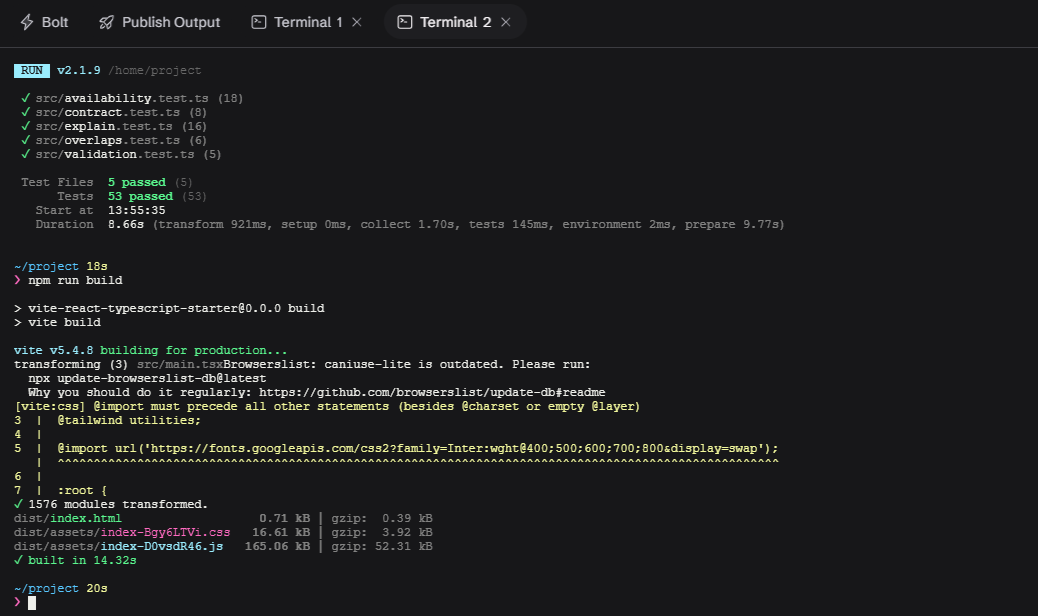 Bolt Publish Output Terminal 1 × Terminal 2 ×
RUN v2.1.9 /home/project
✓ src/availability.test.ts (18)
✓ src/contract.test.ts (8)
✓ src/explain.test.ts (16)
✓ src/overlaps.test.ts (6)
✓ src/validation.test.ts (5)
Test Files 5 passed (5)
Tests 53 passed (53)
Start at 13:55:35
Duration 8.66s (transform 921ms, setup 0ms, collect 1.70s, tests 145ms, environment 2ms, prepare 9.77s)
~/project 18s
❯ npm run build
> vite-react-typescript-starter@0.0.0 build
> vite build
vite v5.4.8 building for production...
transforming (3) src/main.tsxBrowserslist: caniuse-lite is outdated. Please run:
npx update-browserslist-db@latest
Why you should do it regularly: https://github.com/browserslist/update-db#readme
[vite:css] @import must precede all other statements (besides @charset or empty @layer)
3 | @tailwind utilities;
4 |
5 | @import url('https://fonts.googleapis.com/css2?family=Inter:wght@400;500;600;700;800&display=swap');
| ^^^^^^^^^^^^^^^^^^^^^^^^^^^^^^^^^^^^^^^^^^^^^^^^^^^^^^^^^^^^^^^^^^^^^^^^^^^^^^^^^^^^^^^^^^^^^^^^^^^^
6 |
7 | :root {
✓ 1576 modules transformed.
dist/index.html 0.71 kB │ gzip: 0.39 kB
dist/assets/index-Bgy6LTVi.css 16.61 kB │ gzip: 3.92 kB
dist/assets/index-D0vsdR46.js 165.06 kB │ gzip: 52.31 kB
✓ built in 14.32s
~/project 20s
❯